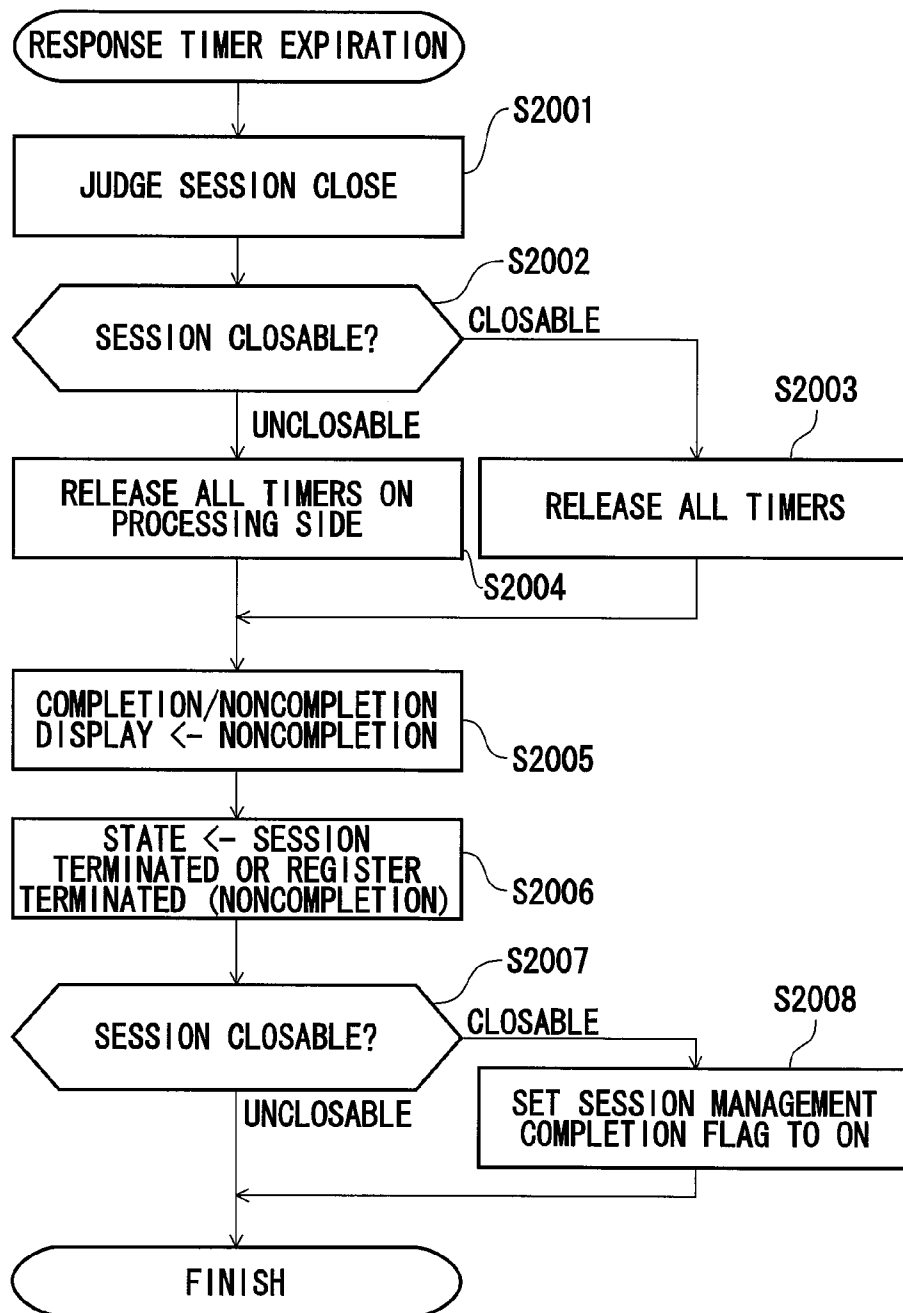 RESPONSE TIMER EXPIRATION
S2001
JUDGE SESSION CLOSE
S2002
SESSION CLOSABLE?
CLOSABLE
UNCLOSABLE
S2003
RELEASE ALL TIMERS ON
PROCESSING SIDE
RELEASE ALL TIMERS
S2004
COMPLETION/NONCOMPLETION
DISPLAY <- NONCOMPLETION
S2005
STATE <- SESSION
TERMINATED OR REGISTER
TERMINATED (NONCOMPLETION)
S2006
S2007
SESSION CLOSABLE?
CLOSABLE
S2008
UNCLOSABLE
SET SESSION MANAGEMENT
COMPLETION FLAG TO ON
FINISH